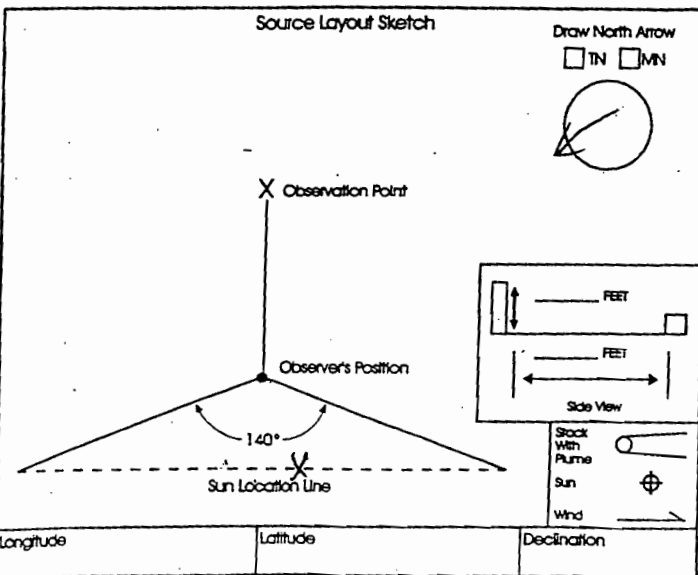 Source Layout Sketch
Draw North Arrow
TN MN
X Observation Point
FEET
Observer's Position
FEET
Side View
140°
X
Sun Location Line
Stack
With
Plume
Sun
Wind
Longitude Latitude Declination